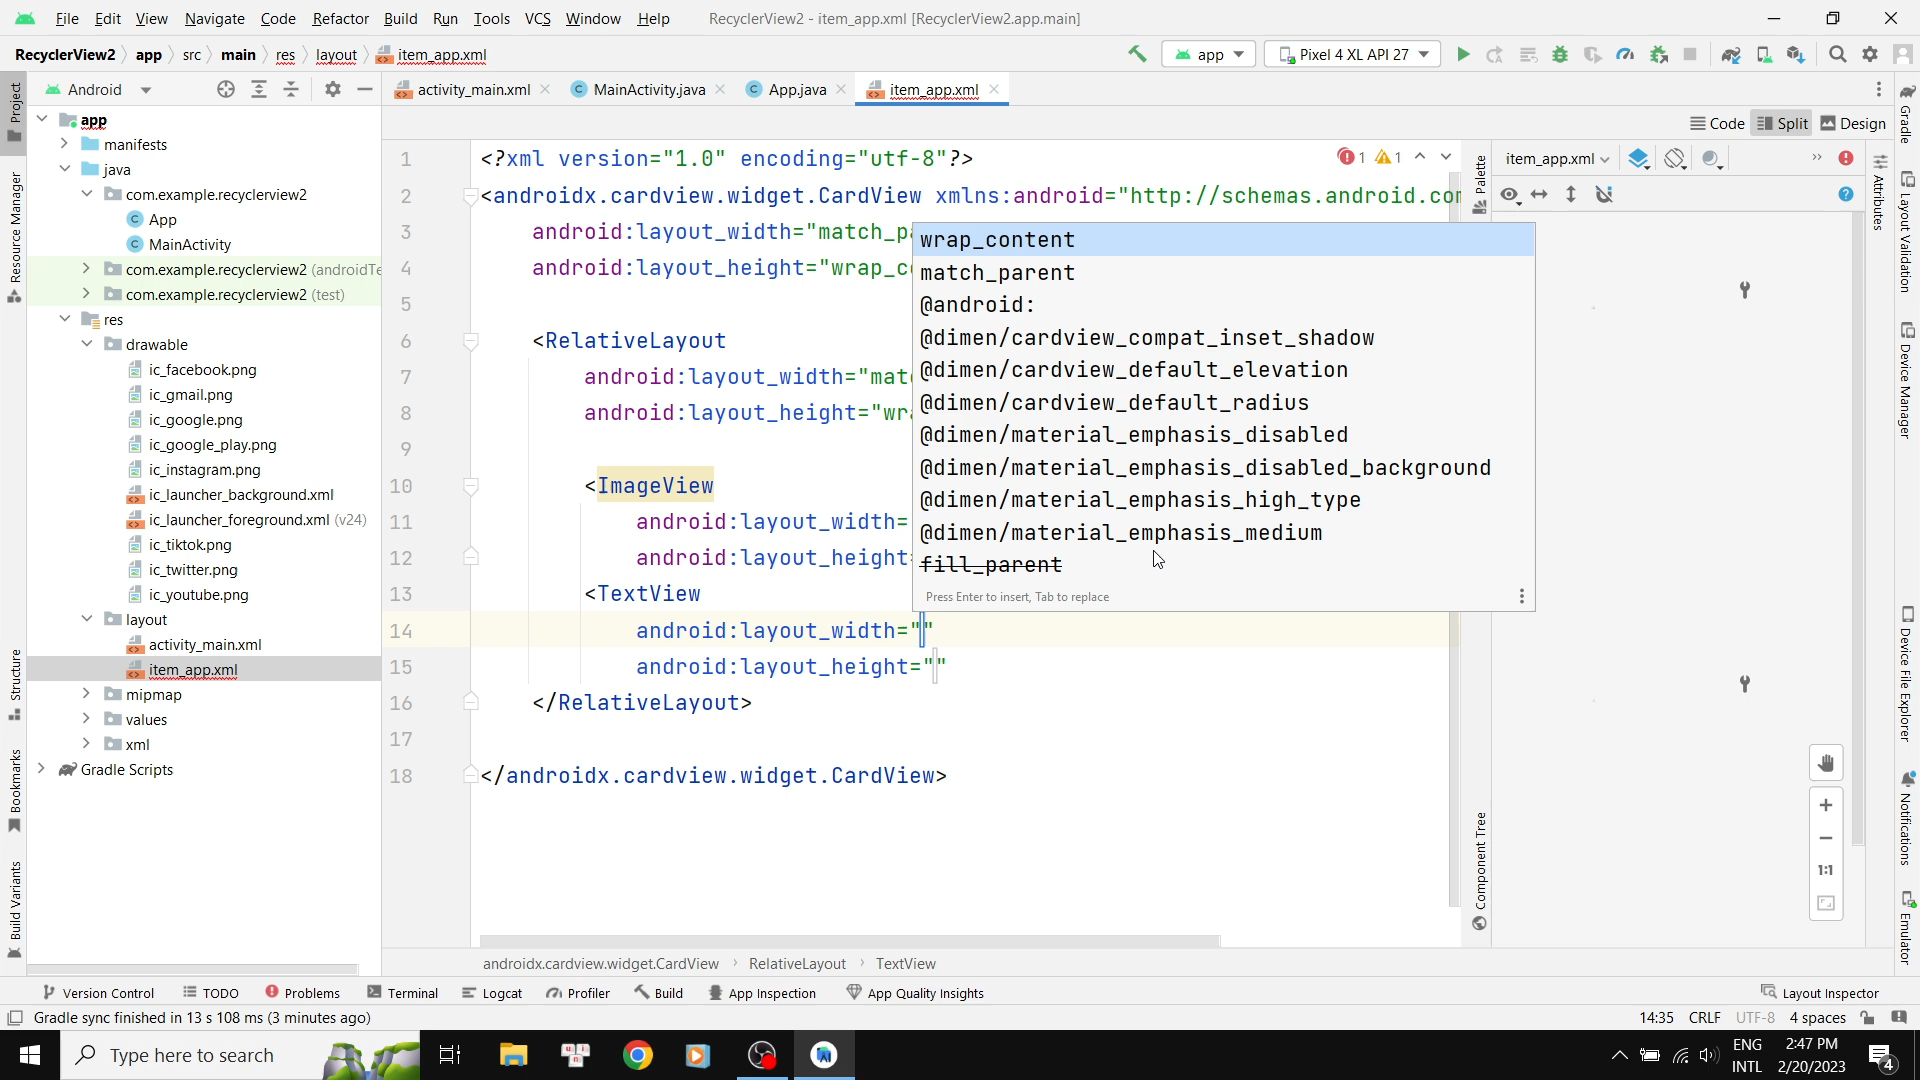 File Edit View Navigate Code Refactor Build Run Tools VCS Window Help RecyclerView2 - item_app.xml [RecyclerView2.app.main]
RecyclerView2 app src main res layout item_app.xml app Pixel 4 XL API 27
Android activity_main.xml MainActivity.java App.java item_app.xml
Code Split Design
Project
Resource Manager
Structure
Bookmarks
Build Variants
app
manifests
java
com.example.recyclerview2
App
MainActivity
com.example.recyclerview2 (androidTe
com.example.recyclerview2 (test)
res
drawable
ic_facebook.png
ic_gmail.png
ic_google.png
ic_google_play.png
ic_instagram.png
ic_launcher_background.xml
ic_launcher_foreground.xml (v24)
ic_tiktok.png
ic_twitter.png
ic_youtube.png
layout
activity_main.xml
item_app.xml
mipmap
values
xml
Gradle Scripts
1 <?xml version="1.0" encoding="utf-8"?>
2 <androidx.cardview.widget.CardView xmlns:android="http://schemas.android.com
3 android:layout_width="match_pa
4 android:layout_height="wrap_co
5
6 <RelativeLayout
7 android:layout_width="mat
8 android:layout_height="wra
9
10 <ImageView
11 android:layout_width=
12 android:layout_height=
13 <TextView
14 android:layout_width=""
15 android:layout_height=""
16 </RelativeLayout>
17
18 </androidx.cardview.widget.CardView>
1 1
wrap_content
match_parent
@android:
@dimen/cardview_compat_inset_shadow
@dimen/cardview_default_elevation
@dimen/cardview_default_radius
@dimen/material_emphasis_disabled
@dimen/material_emphasis_disabled_background
@dimen/material_emphasis_high_type
@dimen/material_emphasis_medium
fill_parent
Press Enter to insert, Tab to replace
Palette
Component Tree
item_app.xml
1:1
Attributes
Gradle
Layout Validation
Device Manager
Device File Explorer
Notifications
Emulator
androidx.cardview.widget.CardView RelativeLayout TextView
Version Control TODO Problems Terminal Logcat Profiler Build App Inspection App Quality Insights Layout Inspector
Gradle sync finished in 13 s 108 ms (3 minutes ago) 14:35 CRLF UTF-8 4 spaces
Type here to search
ENG
INTL
2:47 PM
2/20/2023
4